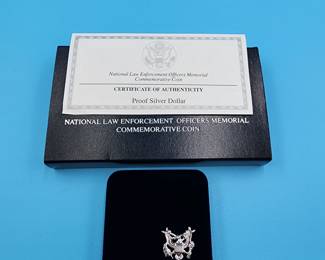 National Law Enforcement Officers Memorial
Commemorative Coin
CERTIFICATE OF AUTHENTICITY
Proof Silver Dollar
NATIONAL LAW ENFORCEMENT OFFICERS MEMORIAL
COMMEMORATIVE COIN